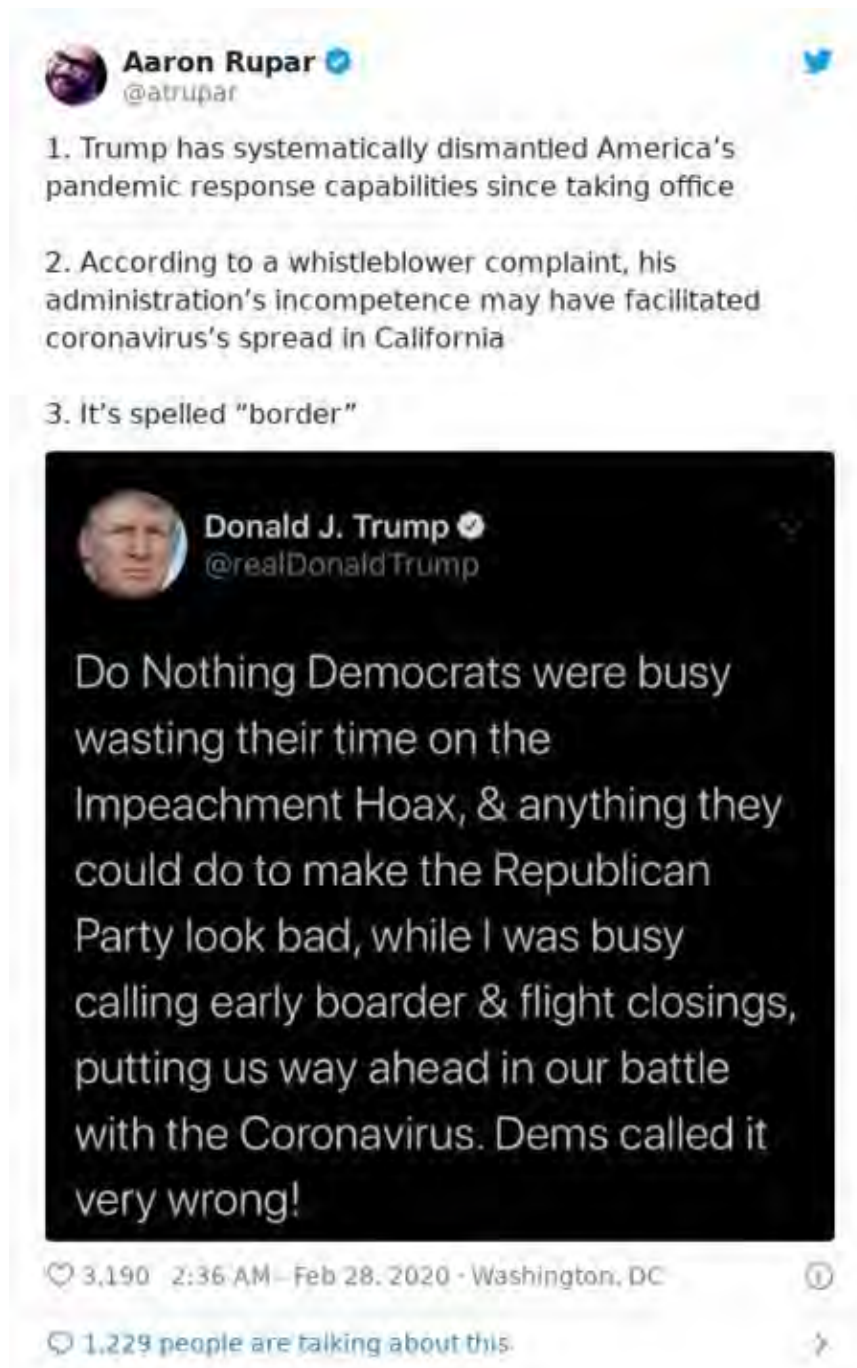 Aaron Rupar
@atrupar
1. Trump has systematically dismantled America’s
pandemic response capabilities since taking office
2. According to a whistleblower complaint, his
administration’s incompetence may have facilitated
coronavirus’s spread in California
3. It’s spelled “border”
Donald J. Trump
@realDonaldTrump
Do Nothing Democrats were busy
wasting their time on the
Impeachment Hoax, & anything they
could do to make the Republican
Party look bad, while I was busy
calling early boarder & flight closings,
putting us way ahead in our battle
with the Coronavirus. Dems called it
very wrong!
3,190 2:36 AM - Feb 28, 2020 · Washington, DC
1,229 people are talking about this